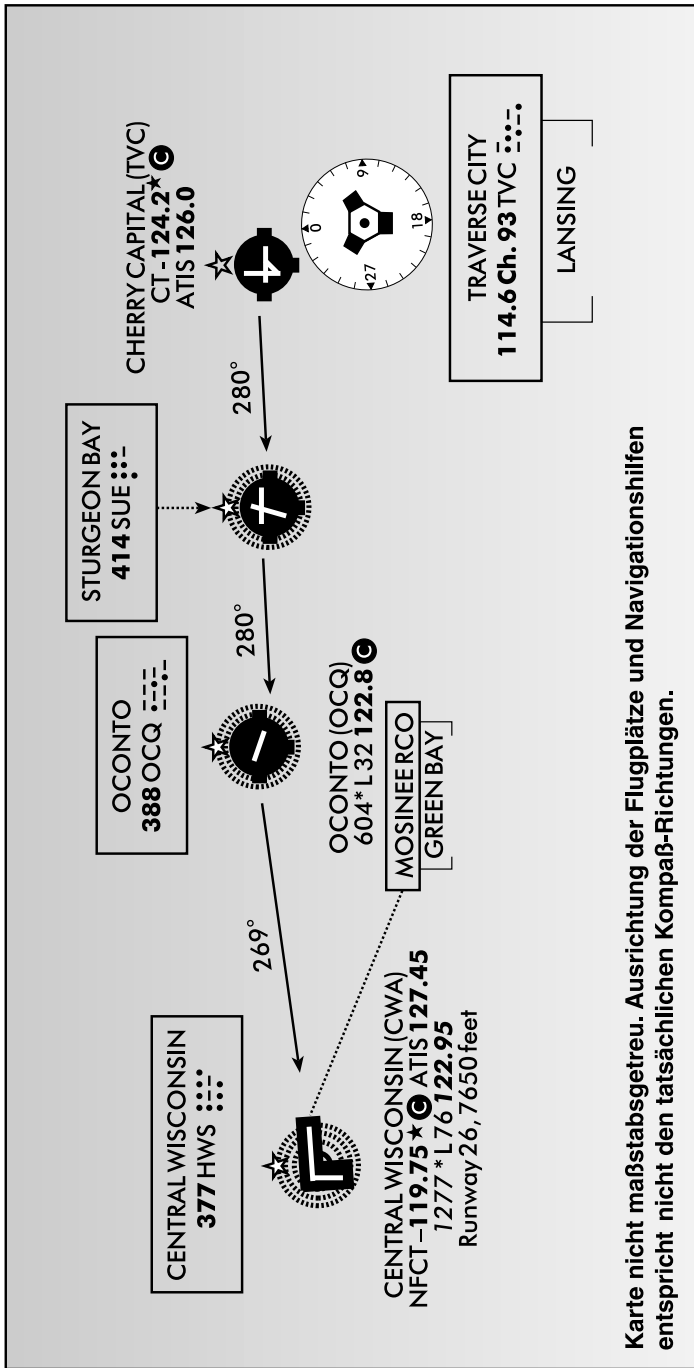 CENTRAL WISCONSIN
377 HWS
CENTRAL WISCONSIN (CWA)
NFCT – 119.75 ★ C ATIS 127.45
1277 * L 76 122.95
Runway 26, 7650 feet
269°
OCONTO
388 OCQ
OCONTO (OCQ)
604* L 32 122.8 C
MOSINEE RCO
GREEN BAY
280°
STURGEON BAY
414 SUE
280°
CHERRY CAPITAL (TVC)
CT - 124.2 ★ C
ATIS 126.0
0
9
18
27
TRAVERSE CITY
114.6 Ch. 93 TVC
LANSING
Karte nicht maßstabsgetreu. Ausrichtung der Flugplätze und Navigationshilfen
entspricht nicht den tatsächlichen Kompaß-Richtungen.